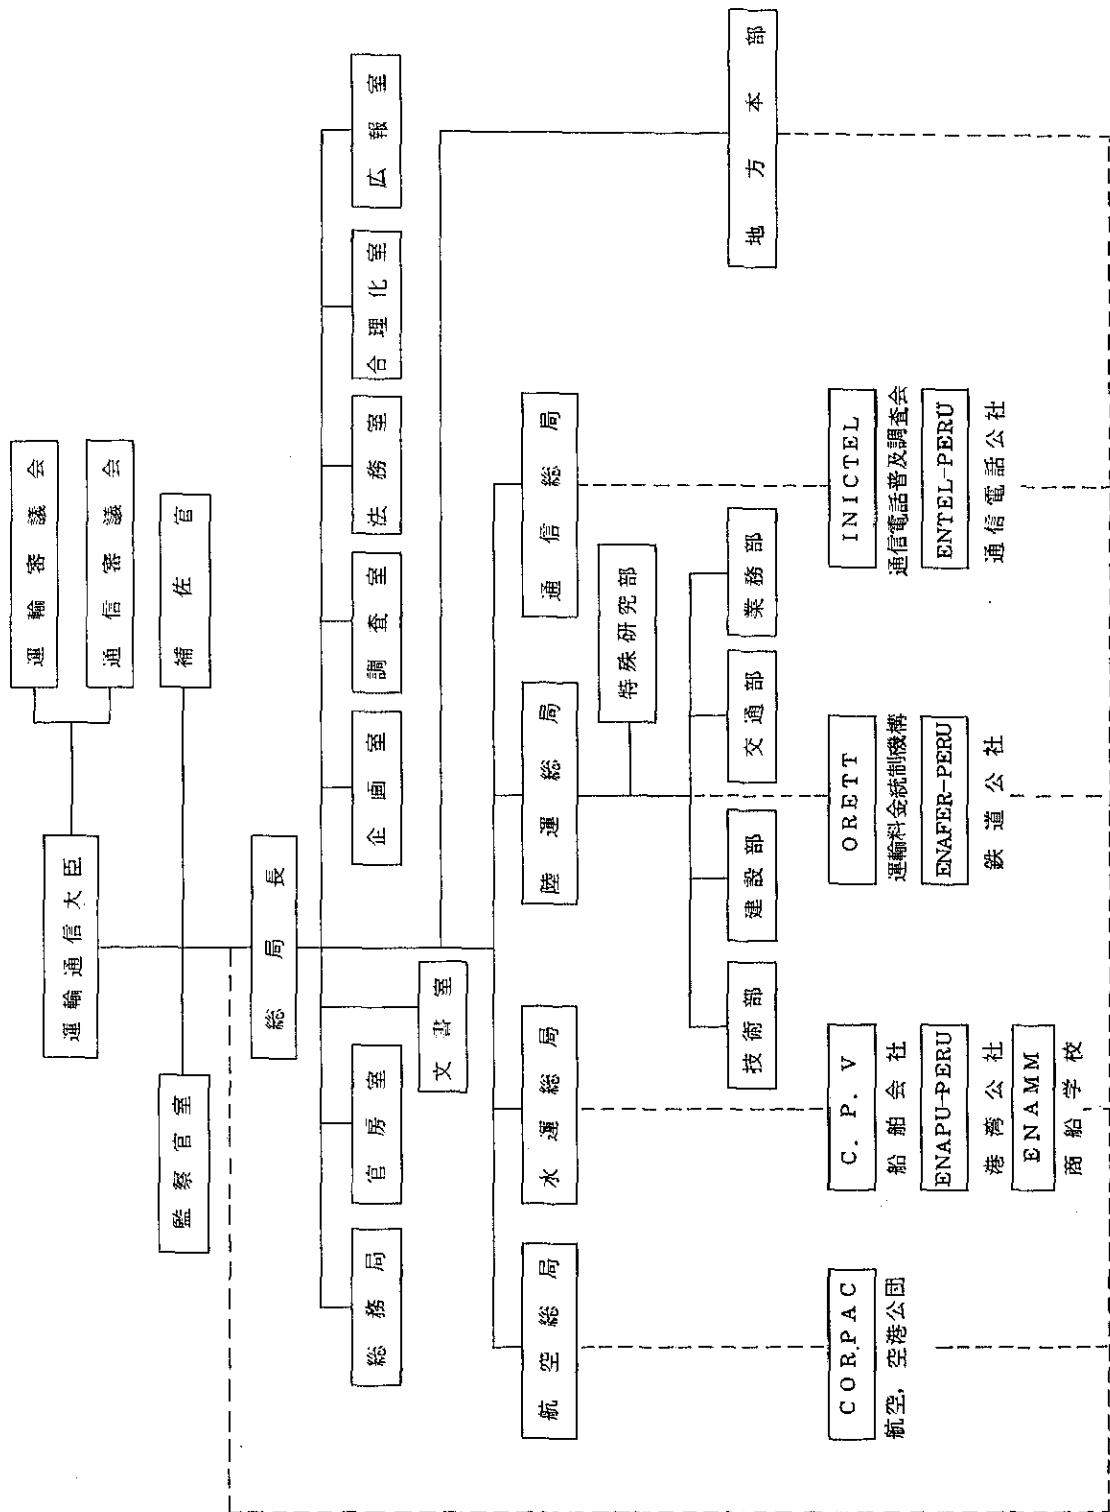 運輸審議会
通信審議会
運輸通信大臣
監察官室
補佐官
総局長
総務局
官房室
企画室
調査室
法務室
合理化室
広報室
文書室
航空総局
水運総局
陸運総局
通信総局
特殊研究部
技術部
建設部
交通部
業務部
地方本部
CORPAC
航空，空港公団
C. P. V
船舶会社
ENAPU-PERU
港湾公社
ENAMM
商船学校
ORETT
運輸料金統制機構
ENAFER-PERU
鉄道公社
INICTEL
通信電話普及調査会
ENTEL-PERU
通信電話公社